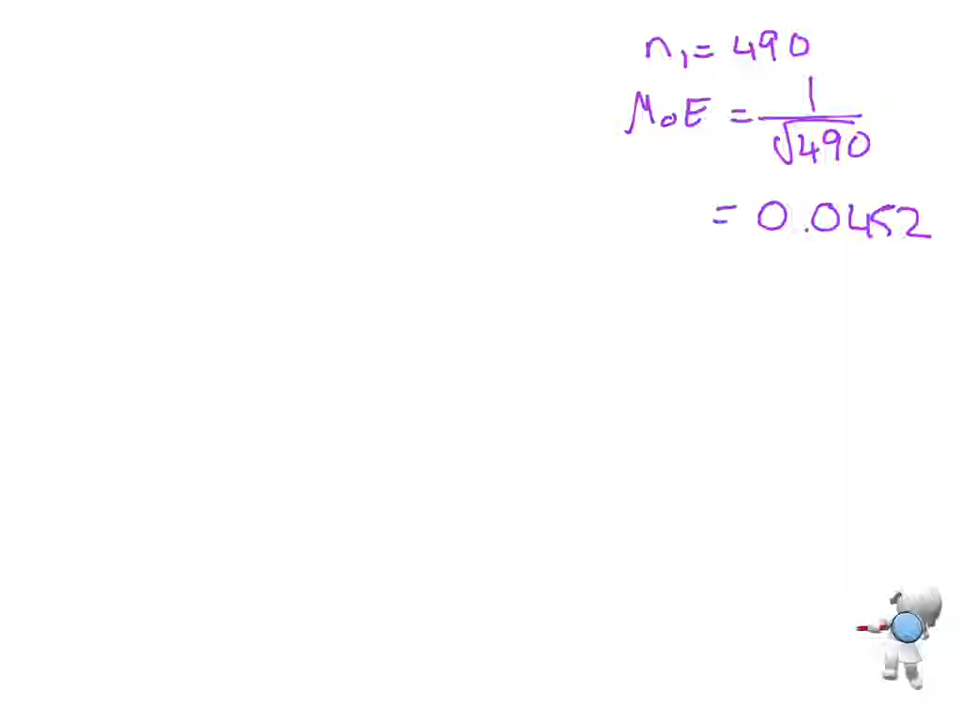 n₁ = 490
MoE = 1/√490
= 0.0452